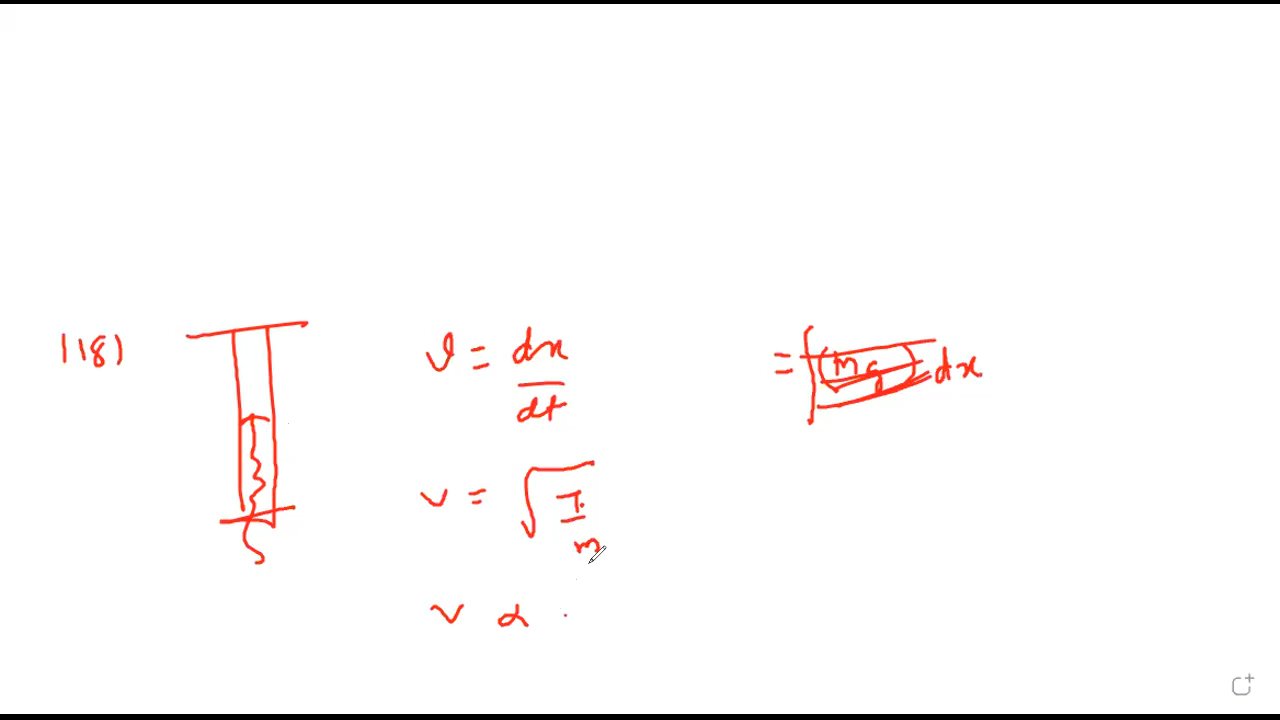 118)
v = dx/dt
= √(Mg) dx
v = √(T/m)
v α .